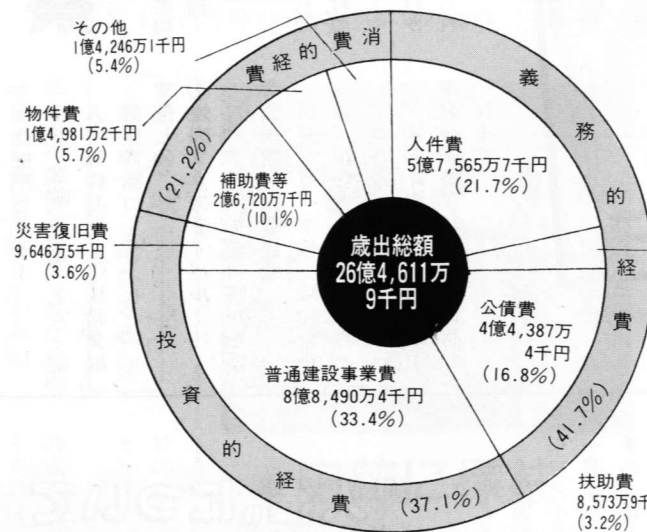 その他
1億4,246万1千円
(5.4%)
物件費
1億4,981万2千円
(5.7%)
災害復旧費
9,646万5千円
(3.6%)
消費的経費
(21.2%)
補助費等
2億6,720万7千円
(10.1%)
義務的経費
(41.7%)
人件費
5億7,565万7千円
(21.7%)
歳出総額
26億4,611万
9千円
公債費
4億4,387万
4千円
(16.8%)
普通建設事業費
8億8,490万4千円
(33.4%)
投資的経費
(37.1%)
扶助費
8,573万9千
(3.2%)